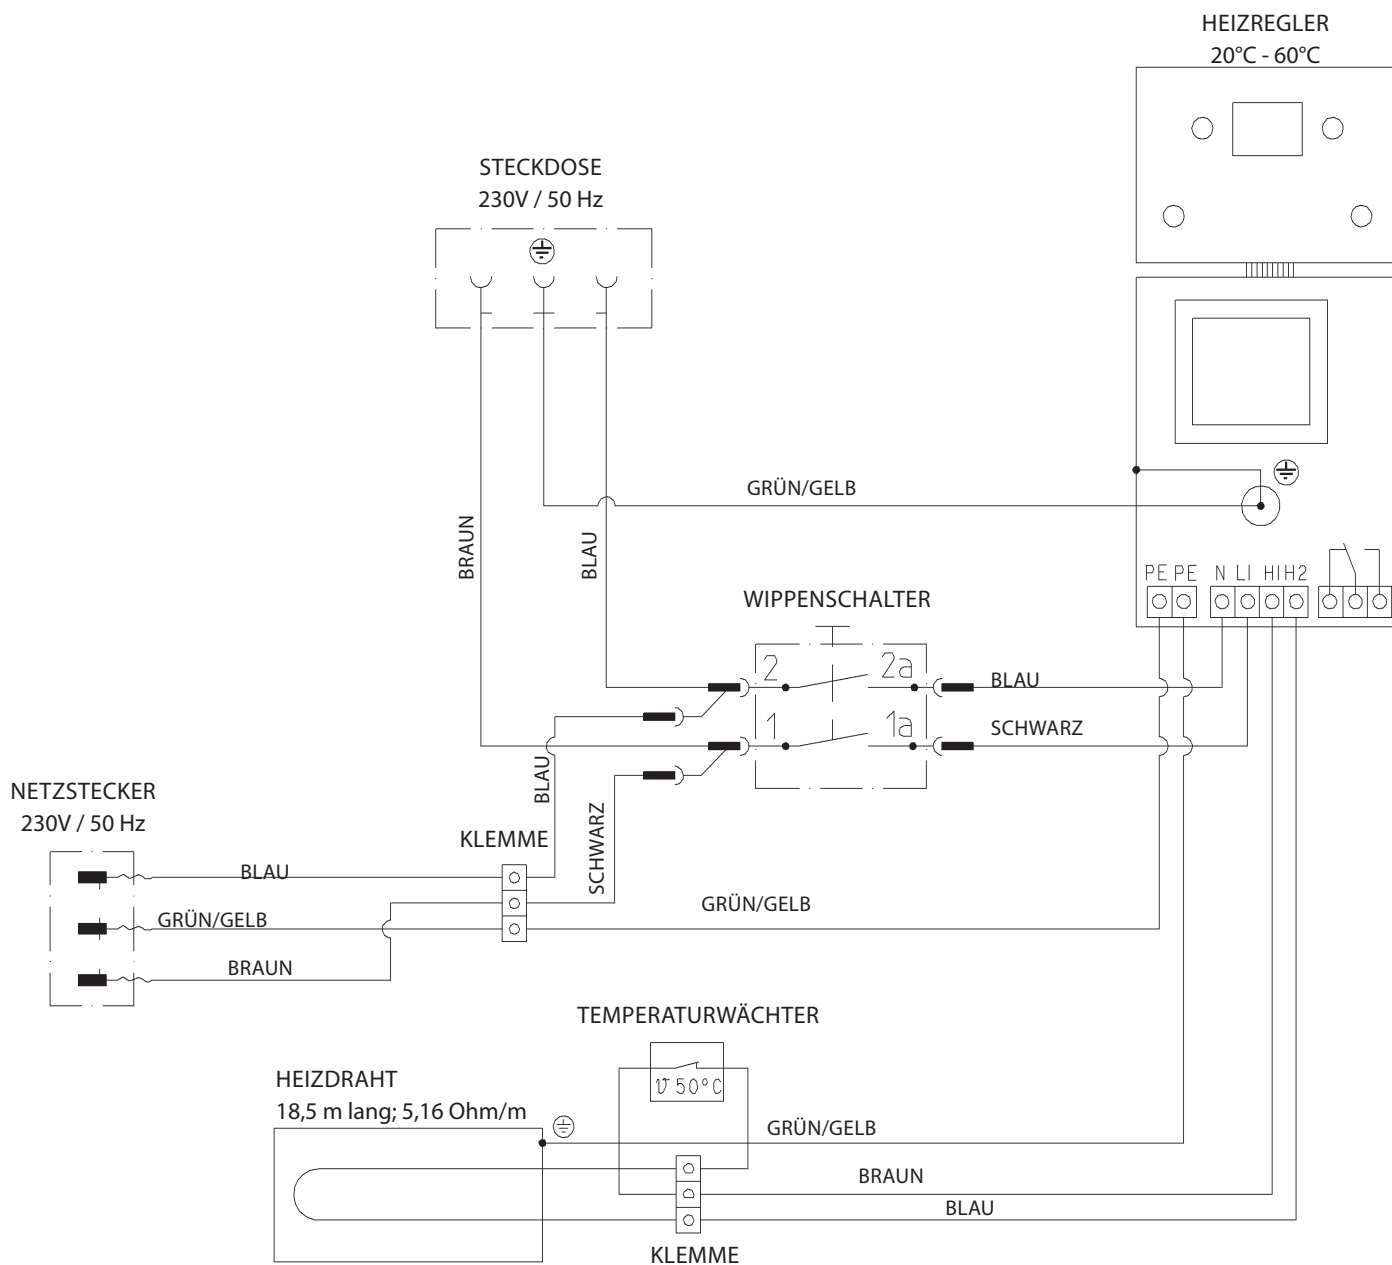 HEIZREGLER
20°C - 60°C
STECKDOSE
230V / 50 Hz
GRÜN/GELB
BRAUN
BLAU
PE PE N LI HI H2
WIPPENSCHALTER
2 2a
BLAU
1 1a
SCHWARZ
NETZSTECKER
230V / 50 Hz
BLAU
SCHWARZ
KLEMME
BLAU
GRÜN/GELB
GRÜN/GELB
BRAUN
TEMPERATURWÄCHTER
ϑ 50°C
HEIZDRAHT
18,5 m lang; 5,16 Ohm/m
GRÜN/GELB
BRAUN
BLAU
KLEMME